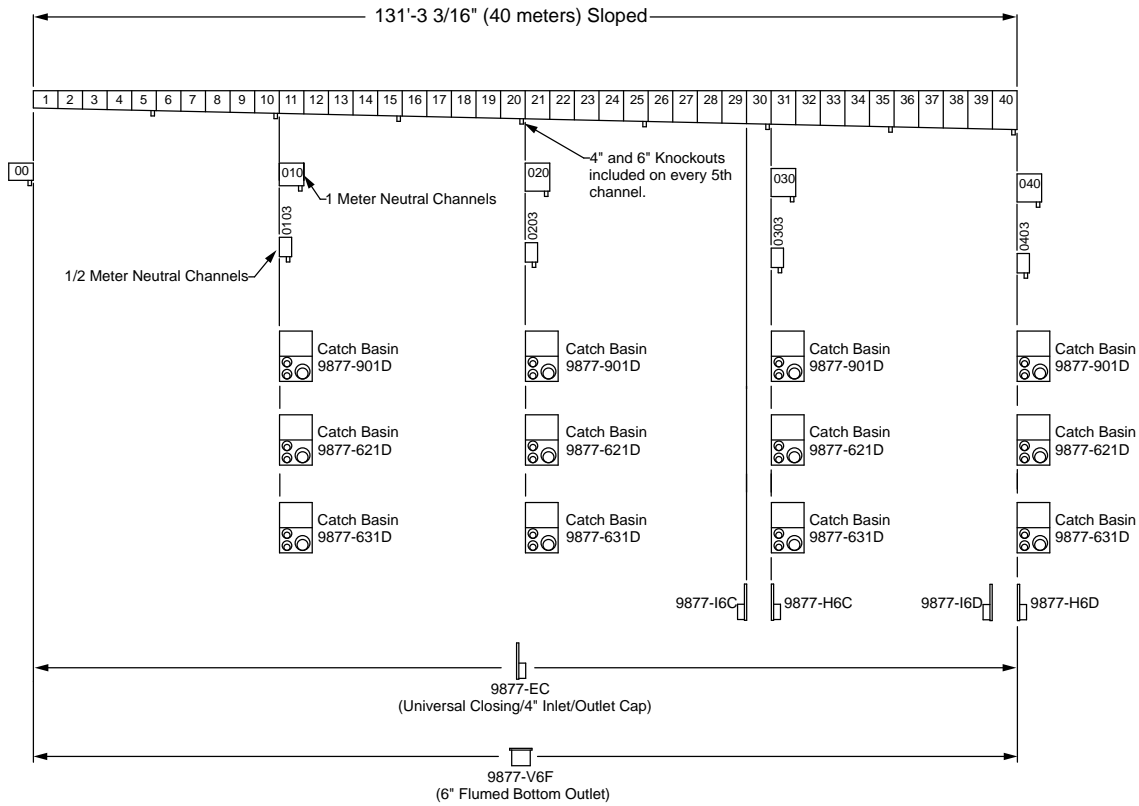 131'-3 3/16" (40 meters) Sloped
1 2 3 4 5 6 7 8 9 10 11 12 13 14 15 16 17 18 19 20 21 22 23 24 25 26 27 28 29 30 31 32 33 34 35 36 37 38 39 40
4" and 6" Knockouts
included on every 5th
channel.
00
010
1 Meter Neutral Channels
020
030
040
0103
0203
0303
0403
1/2 Meter Neutral Channels
Catch Basin
9877-901D
Catch Basin
9877-901D
Catch Basin
9877-901D
Catch Basin
9877-901D
Catch Basin
9877-621D
Catch Basin
9877-621D
Catch Basin
9877-621D
Catch Basin
9877-621D
Catch Basin
9877-631D
Catch Basin
9877-631D
Catch Basin
9877-631D
Catch Basin
9877-631D
9877-I6C
9877-H6C
9877-I6D
9877-H6D
9877-EC
(Universal Closing/4" Inlet/Outlet Cap)
9877-V6F
(6" Flumed Bottom Outlet)